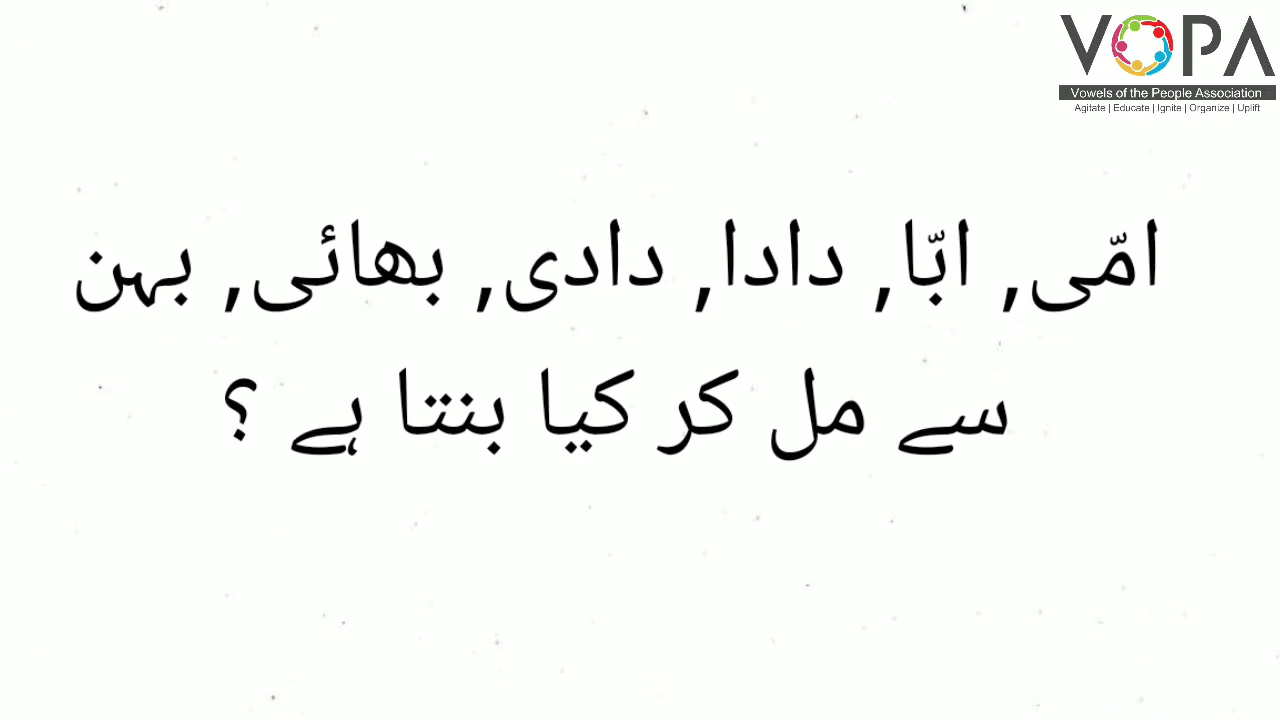 VOPA
Vowels of the People Association
Agitate | Educate | Ignite | Organize | Uplift
امّی, ابّا, دادا, دادی, بھائی, بہن
سے مل کر کیا بنتا ہے ؟